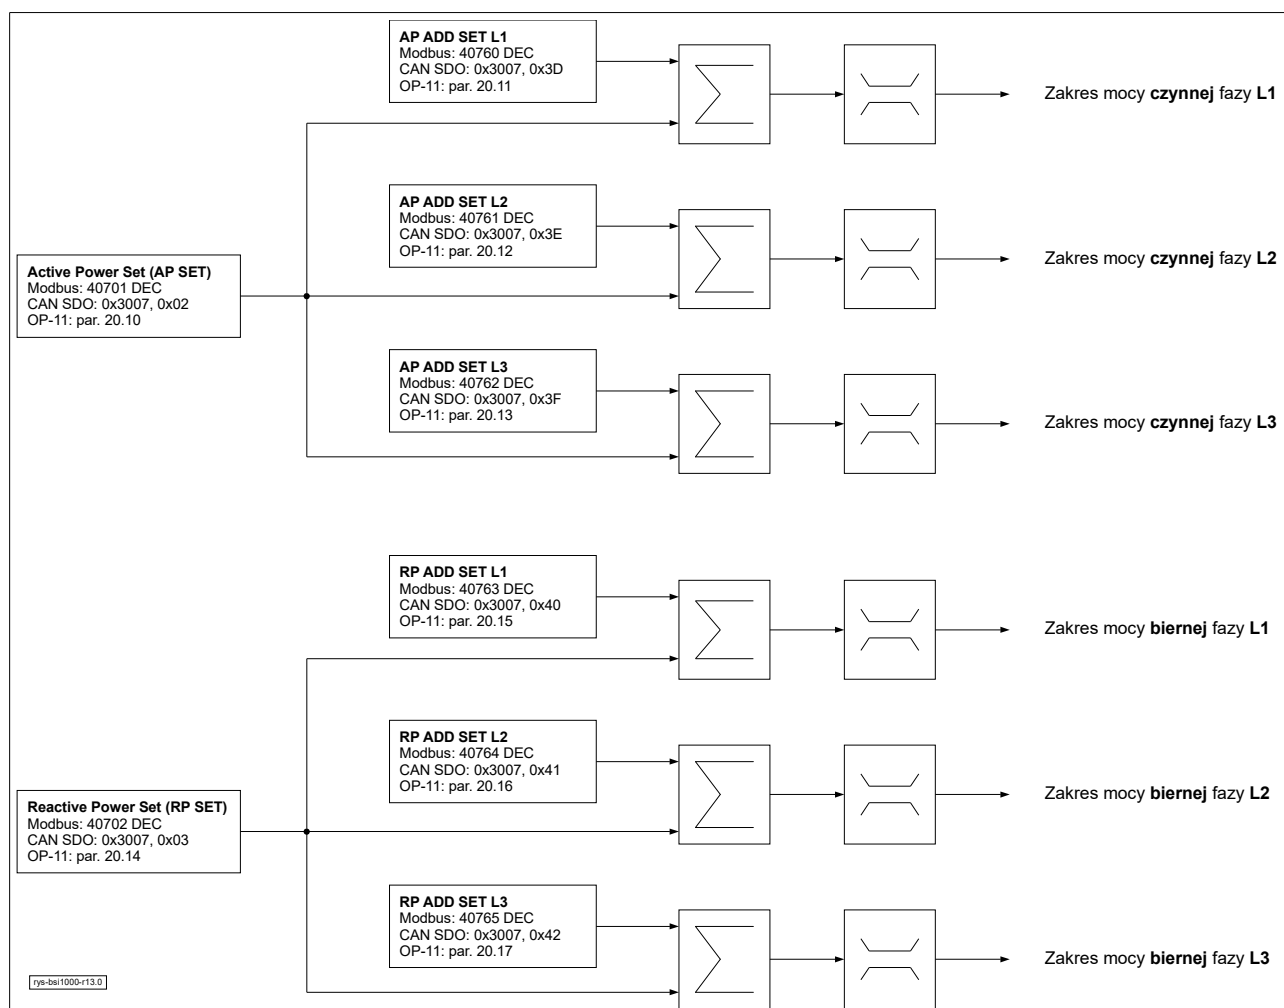 AP ADD SET L1
Modbus: 40760 DEC
CAN SDO: 0x3007, 0x3D
OP-11: par. 20.11
Zakres mocy czynnej fazy L1
AP ADD SET L2
Modbus: 40761 DEC
CAN SDO: 0x3007, 0x3E
OP-11: par. 20.12
Zakres mocy czynnej fazy L2
Active Power Set (AP SET)
Modbus: 40701 DEC
CAN SDO: 0x3007, 0x02
OP-11: par. 20.10
AP ADD SET L3
Modbus: 40762 DEC
CAN SDO: 0x3007, 0x3F
OP-11: par. 20.13
Zakres mocy czynnej fazy L3
RP ADD SET L1
Modbus: 40763 DEC
CAN SDO: 0x3007, 0x40
OP-11: par. 20.15
Zakres mocy biernej fazy L1
RP ADD SET L2
Modbus: 40764 DEC
CAN SDO: 0x3007, 0x41
OP-11: par. 20.16
Zakres mocy biernej fazy L2
Reactive Power Set (RP SET)
Modbus: 40702 DEC
CAN SDO: 0x3007, 0x03
OP-11: par. 20.14
RP ADD SET L3
Modbus: 40765 DEC
CAN SDO: 0x3007, 0x42
OP-11: par. 20.17
Zakres mocy biernej fazy L3
rys-bsi1000-r13.0